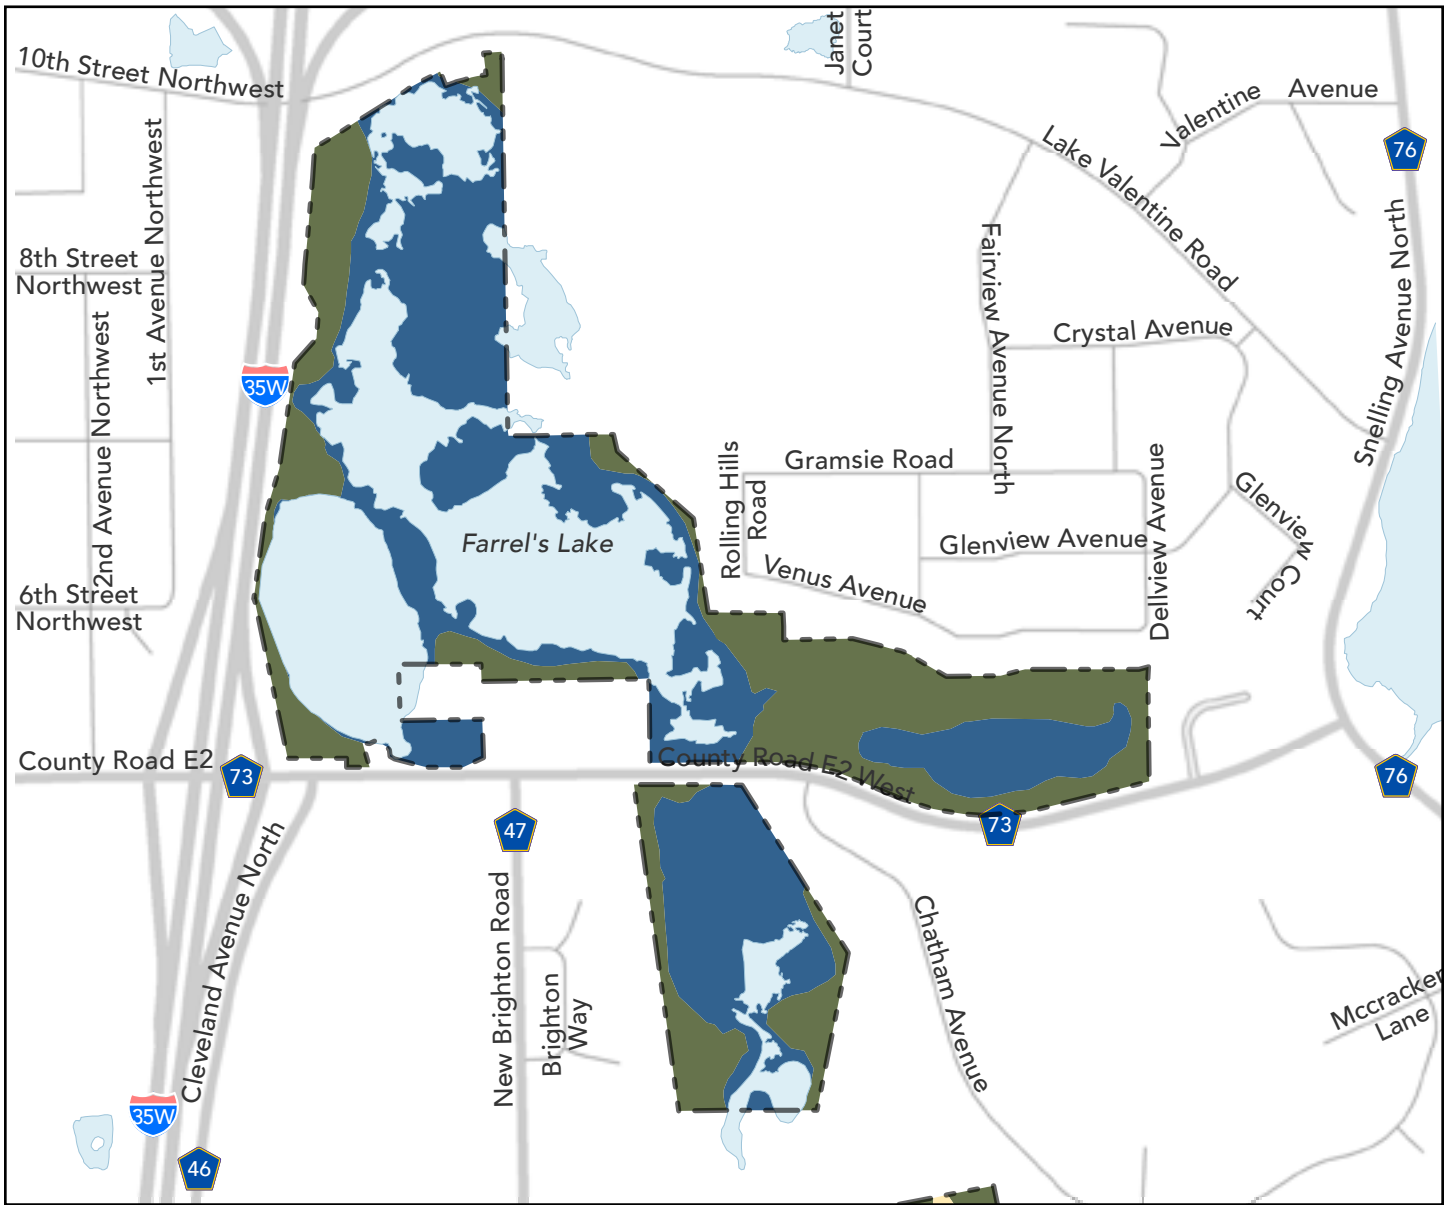 10th Street Northwest
Janet
Court
Valentine Avenue
76
Lake Valentine Road
1st Avenue Northwest
8th Street
Northwest
Fairview Avenue North
Snelling Avenue North
Crystal Avenue
2nd Avenue Northwest
35W
Gramsie Road
Rolling Hills
Road
Dellview Avenue
Glenview Court
Farrel's Lake
Glenview Avenue
Venus Avenue
6th Street
Northwest
County Road E2
73
County Road E2 West
76
73
47
Cleveland Avenue North
New Brighton Road
Brighton
Way
Chatham Avenue
Mccracken
Lane
35W
46